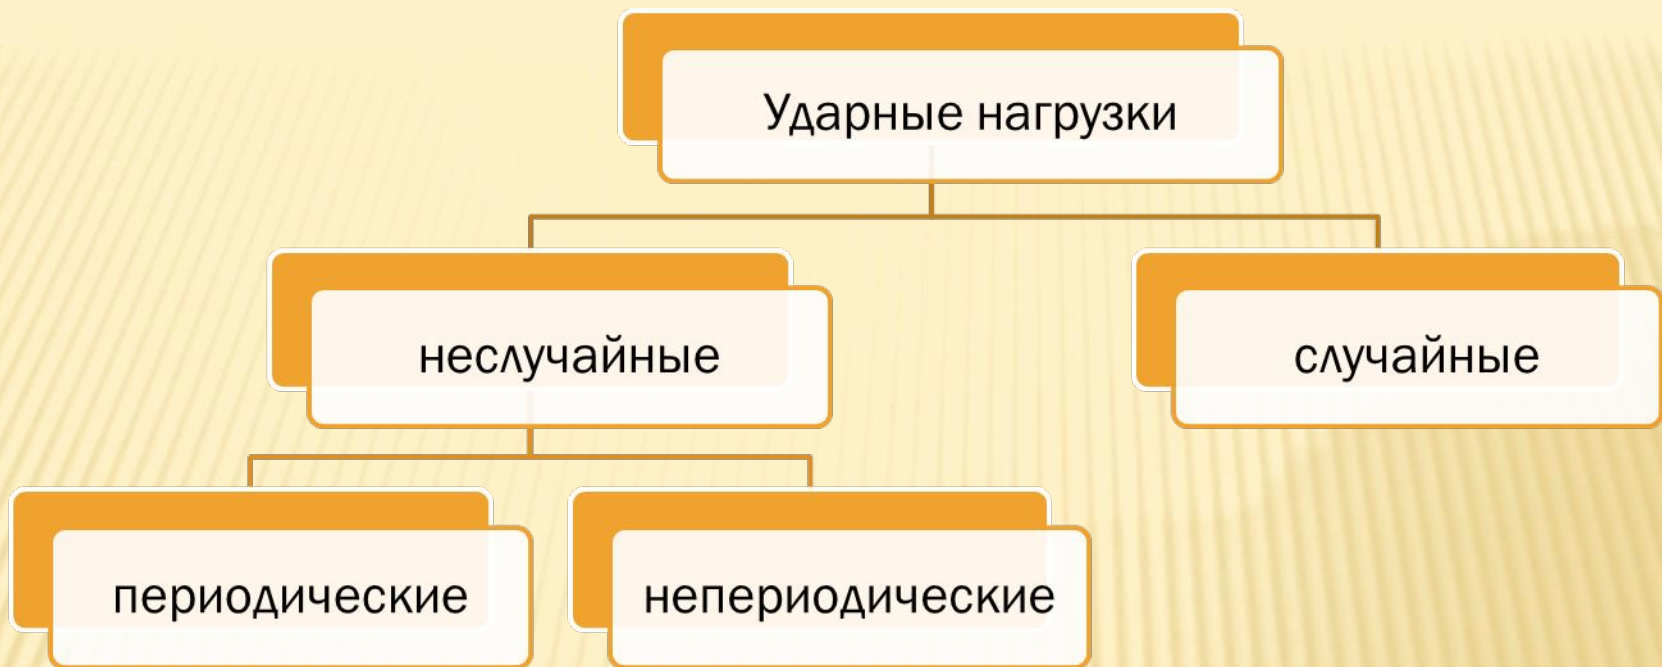 Ударные нагрузки
неслучайные
случайные
периодические
непериодические